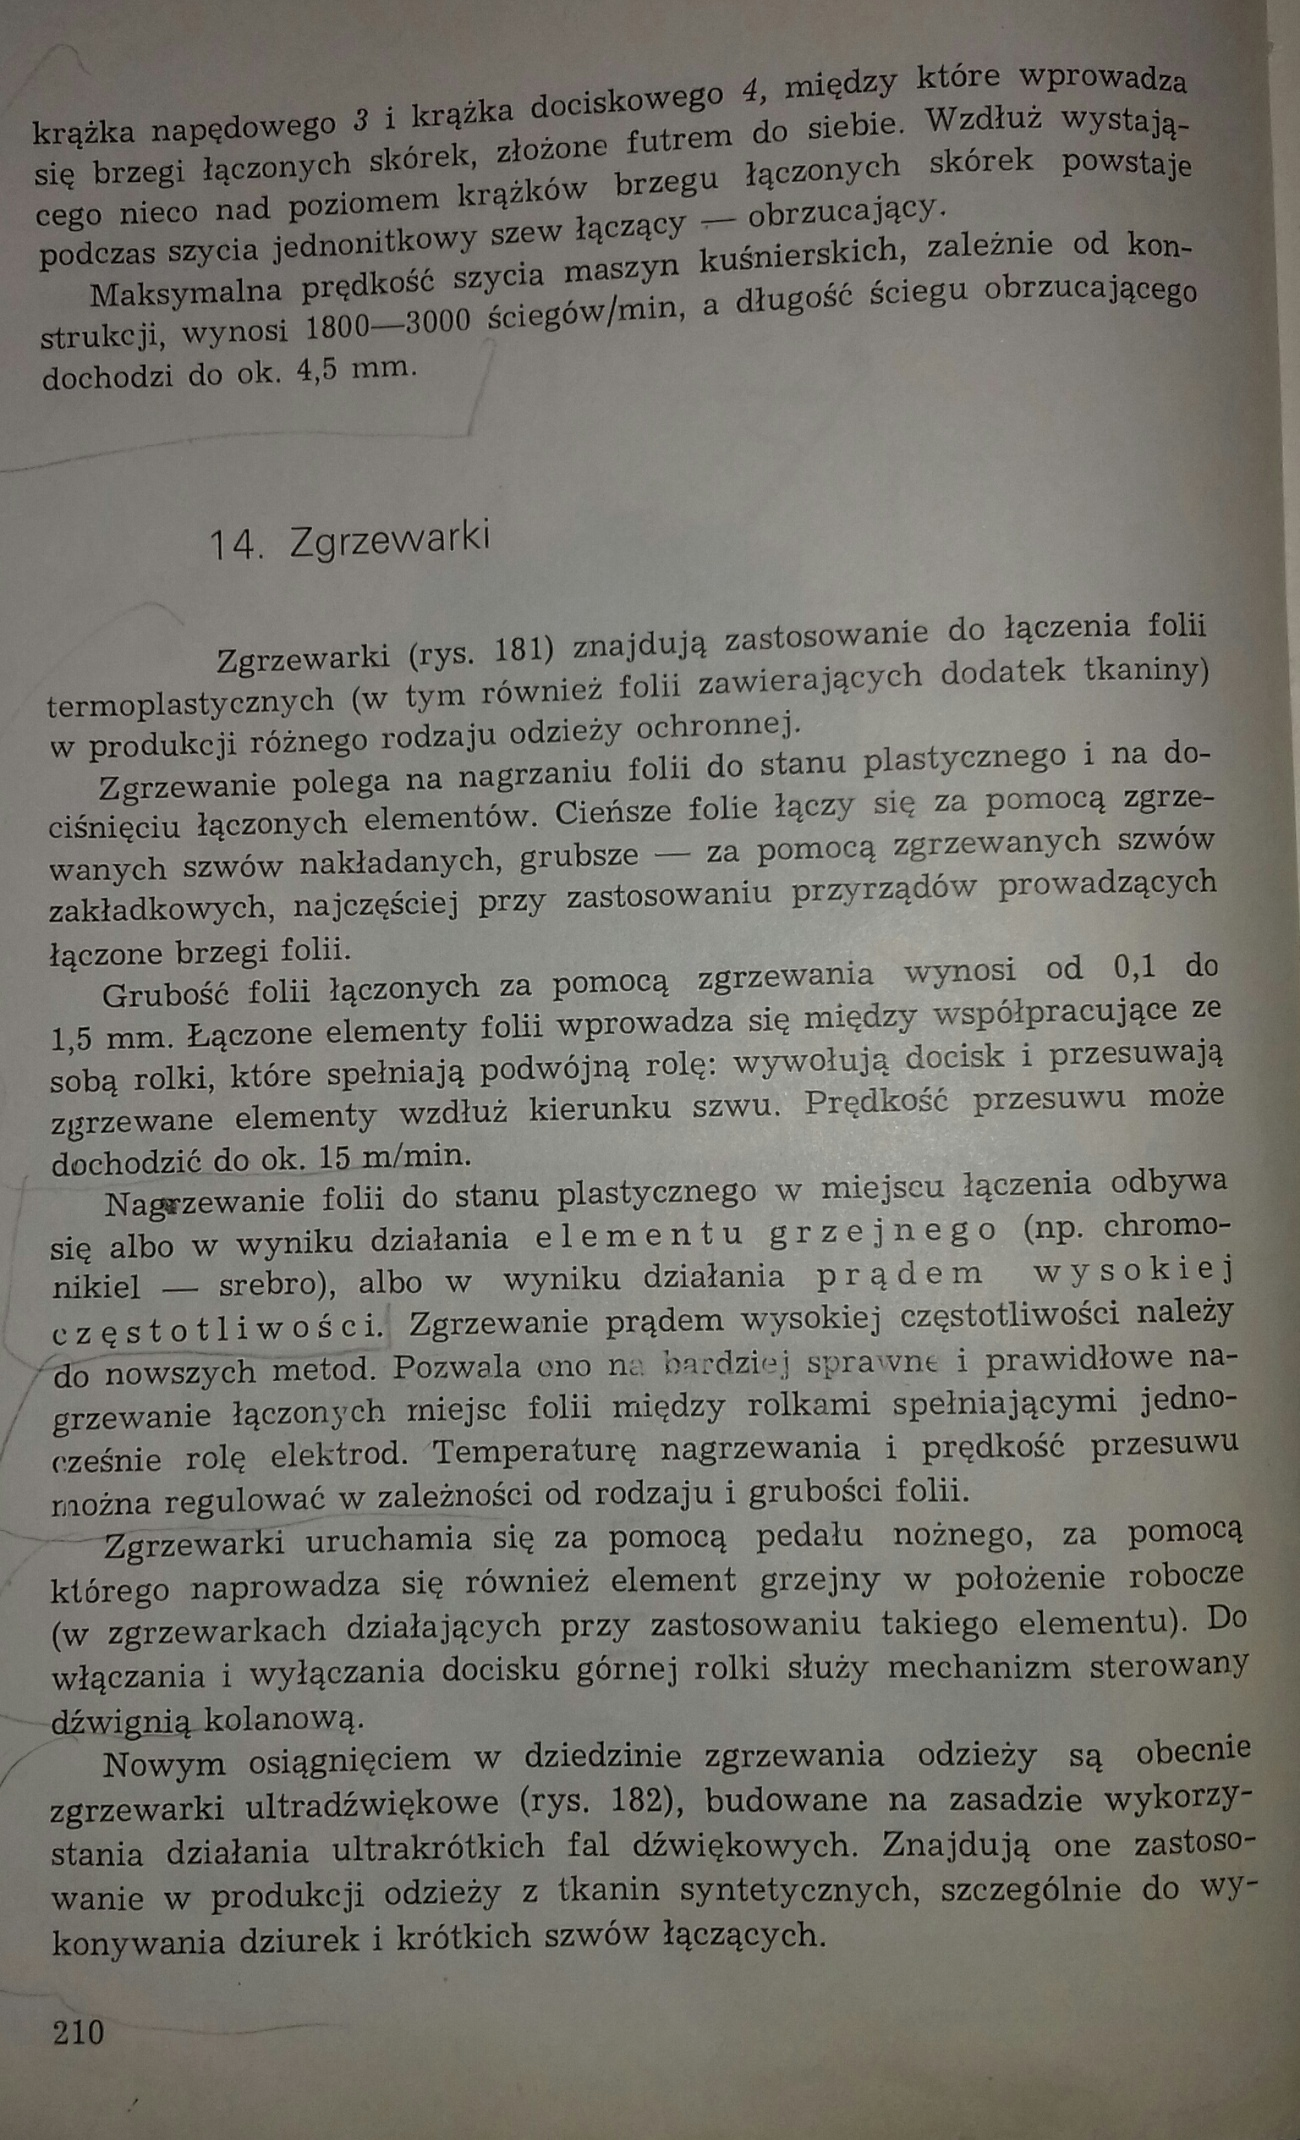 krążka napędowego 3 i krążka dociskowego 4, między które wprowadza
się brzegi łączonych skórek, złożone futrem do siebie. Wzdłuż wystają-
cego nieco nad poziomem krążków brzegu łączonych skórek powstaje
podczas szycia jednonitkowy szew łączący — obrzucający.
Maksymalna prędkość szycia maszyn kuśnierskich, zależnie od kon-
strukcji, wynosi 1800—3000 ściegów/min, a długość ściegu obrzucającego
dochodzi do ok. 4,5 mm.
14. Zgrzewarki
Zgrzewarki (rys. 181) znajdują zastosowanie do łączenia folii
termoplastycznych (w tym również folii zawierających dodatek tkaniny)
w produkcji różnego rodzaju odzieży ochronnej.
Zgrzewanie polega na nagrzaniu folii do stanu plastycznego i na do-
ciśnięciu łączonych elementów. Cieńsze folie łączy się za pomocą zgrze-
wanych szwów nakładanych, grubsze — za pomocą zgrzewanych szwów
zakładkowych, najczęściej przy zastosowaniu przyrządów prowadzących
łączone brzegi folii.
Grubość folii łączonych za pomocą zgrzewania wynosi od 0,1 do
1,5 mm. Łączone elementy folii wprowadza się między współpracujące ze
sobą rolki, które spełniają podwójną rolę: wywołują docisk i przesuwają
zgrzewane elementy wzdłuż kierunku szwu. Prędkość przesuwu może
dochodzić do ok. 15 m/min.
Nagrzewanie folii do stanu plastycznego w miejscu łączenia odbywa
się albo w wyniku działania elementu grzejnego (np. chromo-
nikiel — srebro), albo w wyniku działania prądem wysokiej
częstotliwości. Zgrzewanie prądem wysokiej częstotliwości należy
do nowszych metod. Pozwala ono na bardziej sprawne i prawidłowe na-
grzewanie łączonych miejsc folii między rolkami spełniającymi jedno-
cześnie rolę elektrod. Temperaturę nagrzewania i prędkość przesuwu
można regulować w zależności od rodzaju i grubości folii.
Zgrzewarki uruchamia się za pomocą pedału nożnego, za pomocą
którego naprowadza się również element grzejny w położenie robocze
(w zgrzewarkach działających przy zastosowaniu takiego elementu). Do
włączania i wyłączania docisku górnej rolki służy mechanizm sterowany
dźwignią kolanową.
Nowym osiągnięciem w dziedzinie zgrzewania odzieży są obecnie
zgrzewarki ultradźwiękowe (rys. 182), budowane na zasadzie wykorzy-
stania działania ultrakrótkich fal dźwiękowych. Znajdują one zastoso-
wanie w produkcji odzieży z tkanin syntetycznych, szczególnie do wy-
konywania dziurek i krótkich szwów łączących.
210